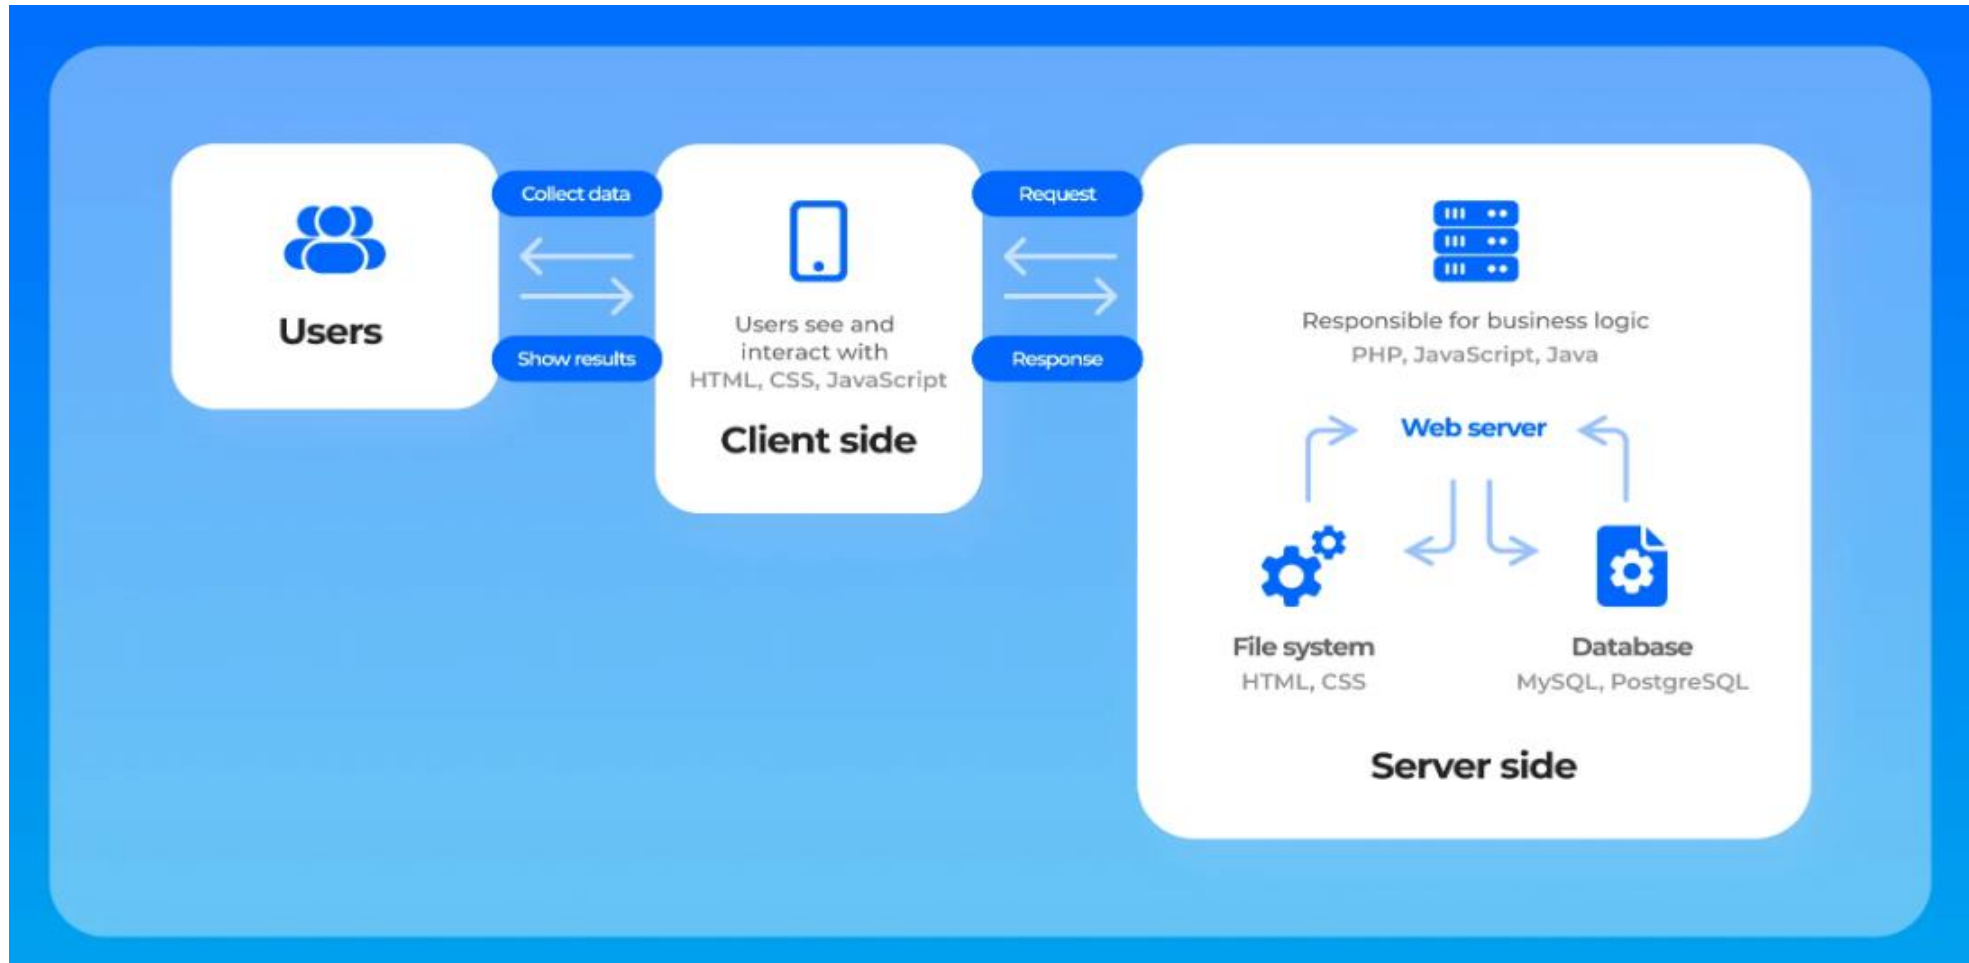 Users
Collect data
Show results
Users see and
interact with
HTML, CSS, JavaScript
Client side
Request
Response
Responsible for business logic
PHP, JavaScript, Java
Web server
File system
HTML, CSS
Database
MySQL, PostgreSQL
Server side